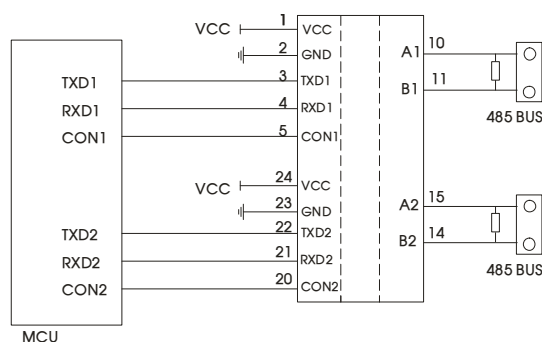 VCC 1 VCC
2 GND A1 10
TXD1 3 TXD1
B1 11
RXD1 4 RXD1
485 BUS
CON1 5 CON1
VCC 24 VCC
23 GND A2 15
TXD2 22 TXD2
B2 14
RXD2 21 RXD2
485 BUS
CON2 20 CON2
MCU